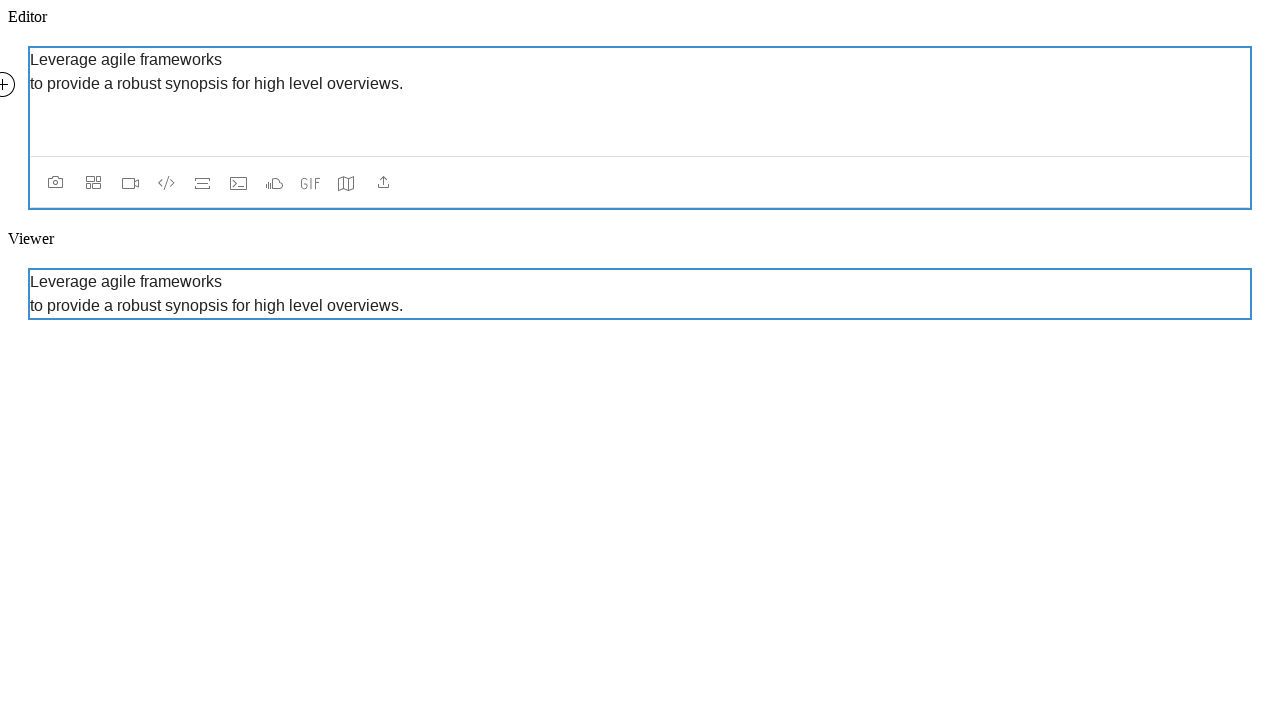 Editor
Leverage agile frameworks
to provide a robust synopsis for high level overviews.
GIF
Viewer
Leverage agile frameworks
to provide a robust synopsis for high level overviews.